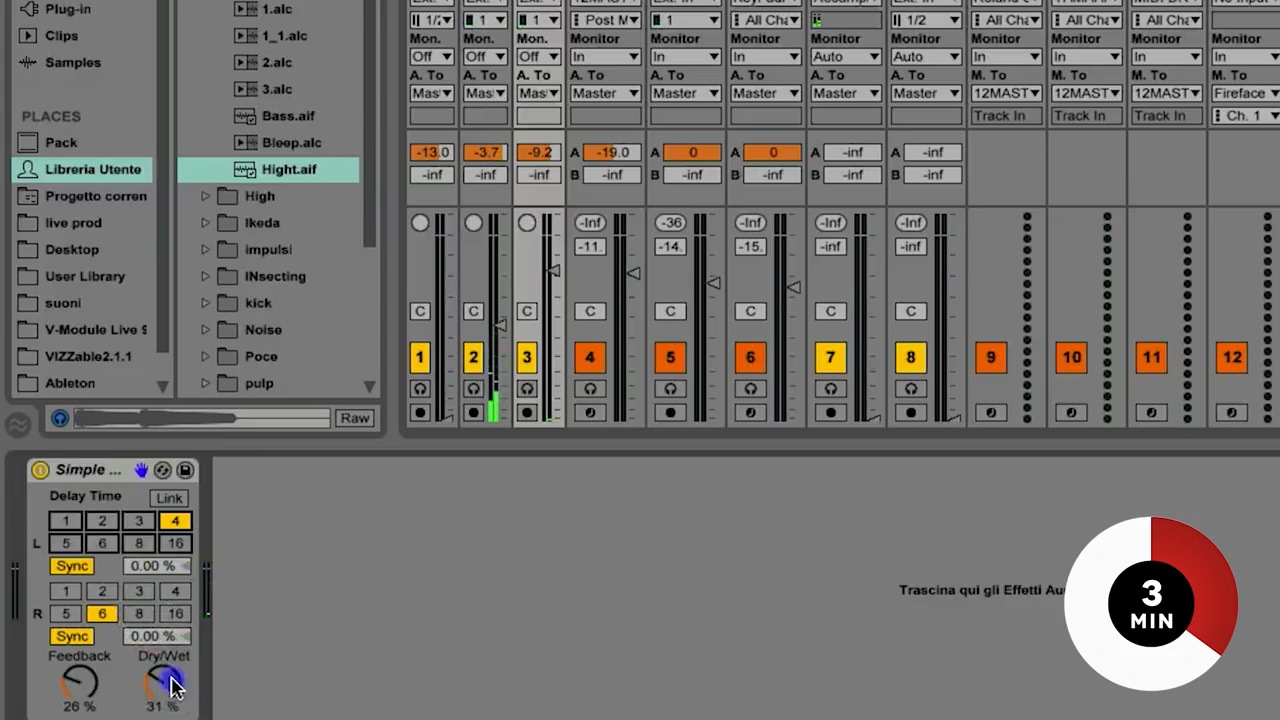 Plug-in
Clips
Samples
PLACES
Pack
Libreria Utente
Progetto corren
live prod
Desktop
User Library
suoni
V-Module Live S
VIZZable2.1.1
Ableton
1.alc
1_1.alc
2.alc
3.alc
Bass.aif
Bleep.alc
Hight.aif
High
Ikeda
impulsi
INsecting
kick
Noise
Poce
pulp
Raw
1/2 1 1 Post M 1 All Cha 1/2 All Cha All Cha All Cha
Mon. Mon. Mon. Monitor Monitor Monitor Monitor Monitor Monitor Monitor Monitor Monitor
Off Off Off In In In Auto Auto In In In In
A. To A. To A. To A. To A. To A. To A. To A. To M. To M. To M. To M. To
Mas Mas Mas Master Master Master Master Master 12MAST 12MAST 12MAST Fireface
Track In Track In Track In Ch. 1
-13.0 -3.7 -9.2 A -19.0 A 0 A 0 A -inf A -inf
-inf -inf -inf B -inf B -inf B -inf B -inf B -inf
-Inf -36 -Inf -Inf -Inf
-11. -14. -15. -inf -inf
C C C C C C C C
1 2 3 4 5 6 7 8 9 10 11 12
Simple ...
Delay Time Link
1 2 3 4
L 5 6 8 16
Sync 0.00 %
1 2 3 4
R 5 6 8 16
Sync 0.00 %
Feedback Dry/Wet
26 % 31 %
Trascina qui gli Effetti Au
3
MIN